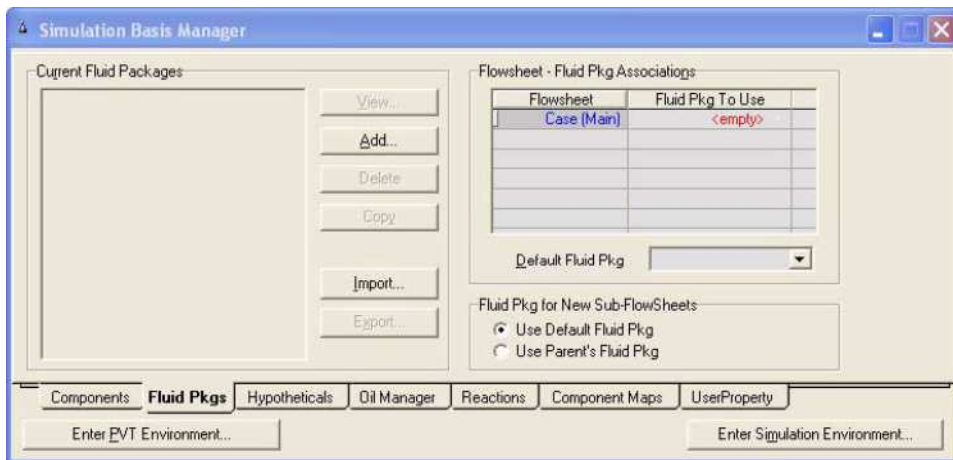 Simulation Basis Manager
Current Fluid Packages
View...
Add...
Delete
Copy
Import...
Export...
Flowsheet - Fluid Pkg Associations
Flowsheet Fluid Pkg To Use
Case (Main) <empty>
Default Fluid Pkg
Fluid Pkg for New Sub-FlowSheets
Use Default Fluid Pkg
Use Parent's Fluid Pkg
Components Fluid Pkgs Hypotheticals Oil Manager Reactions Component Maps UserProperty
Enter PVT Environment... Enter Simulation Environment...